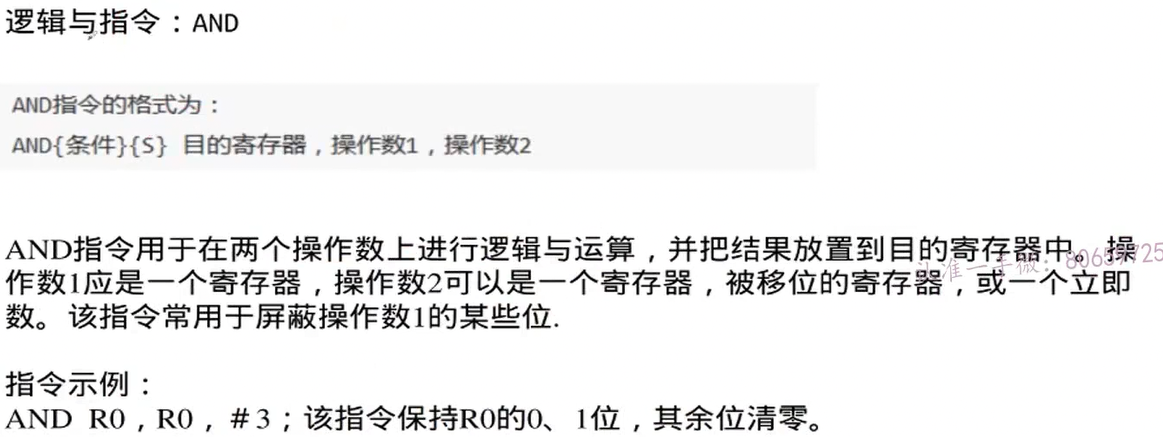 逻辑与指令：AND
AND指令的格式为：
AND{条件}{S} 目的寄存器，操作数1，操作数2
AND指令用于在两个操作数上进行逻辑与运算，并把结果放置到目的寄存器中。操
作数1应是一个寄存器，操作数2可以是一个寄存器，被移位的寄存器，或一个立即
数。该指令常用于屏蔽操作数1的某些位.
指令示例：
AND R0，R0，＃3；该指令保持R0的0、1位，其余位清零。